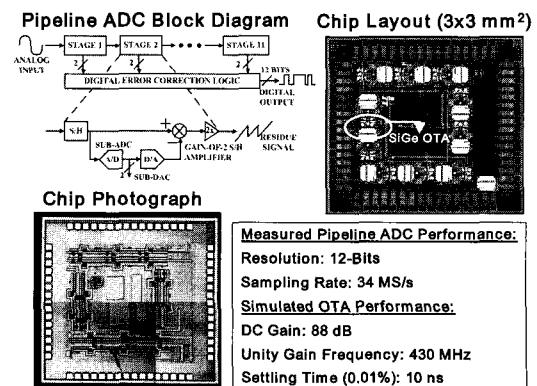 Pipeline ADC Block Diagram
STAGE 1
STAGE 2
STAGE 11
ANALOG
INPUT
2
2
2
12 BITS
DIGITAL ERROR CORRECTION LOGIC
DIGITAL
OUTPUT
S/H
+
2x
RESIDUE
SIGNAL
SUB-ADC
GAIN-OF-2 S/H
AMPLIFIER
A/D
D/A
2
SUB-DAC
Chip Layout (3x3 mm²)
SiGe OTA
Chip Photograph
Measured Pipeline ADC Performance:
Resolution: 12-Bits
Sampling Rate: 34 MS/s
Simulated OTA Performance:
DC Gain: 88 dB
Unity Gain Frequency: 430 MHz
Settling Time (0.01%): 10 ns